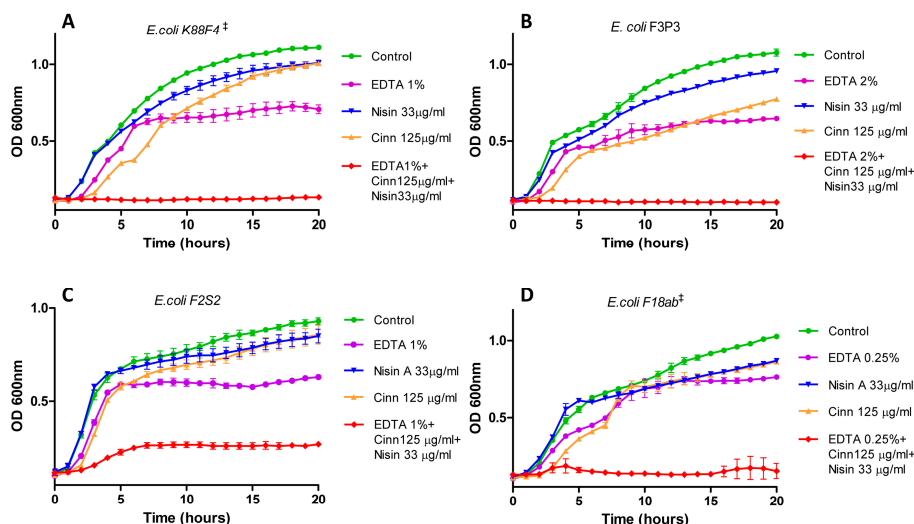 A
E.coli K88F4 ‡
OD 600nm
1.0
0.5
0
5
10
15
20
Time (hours)
Control
EDTA 1%
Nisin 33µg/ml
Cinn 125µg/ml
EDTA1%+
Cinn125µg/ml+
Nisin33µg/ml
B
E. coli F3P3
OD 600nm
1.0
0.5
0
5
10
15
20
Time (hours)
Control
EDTA 2%
Nisin 33 µg/ml
Cinn 125 µg/ml
EDTA 2%+
Cinn 125 µg/ml+
Nisin33 µg/ml
C
E.coli F2S2
OD 600nm
1.0
0.5
0
5
10
15
20
Time (hours)
Control
EDTA 1%
Nisin A 33µg/ml
Cinn 125 µg/ml
EDTA 1%+
Cinn125 µg/ml+
Nisin 33 µg/ml
D
E.coli F18ab‡
OD 600nm
1.0
0.5
0
5
10
15
20
Time (hours)
Control
EDTA 0.25%
Nisin A 33µg/ml
Cinn 125 µg/ml
EDTA 0.25%+
Cinn125 µg/ml+
Nisin 33 µg/ml